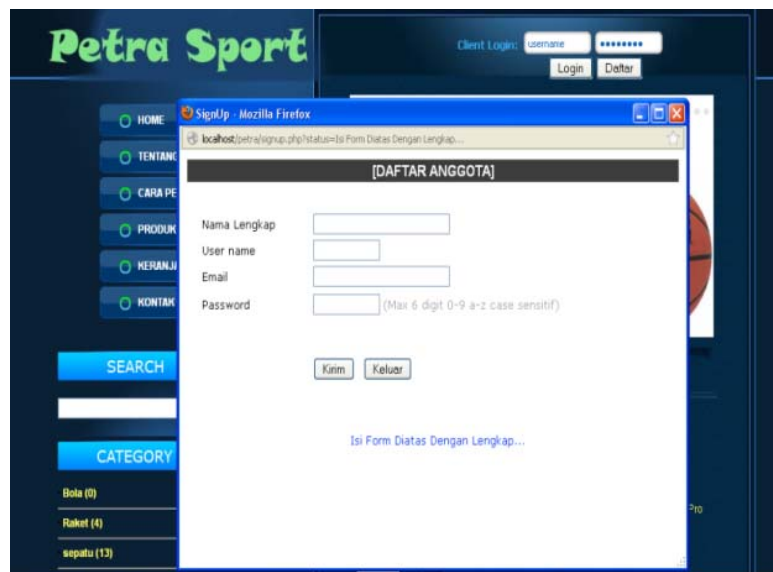 Petra Sport
Client Login: username
Login Daftar
HOME
TENTANG
CARA PE
PRODUK
KERANJA
KONTAK
SEARCH
CATEGORY
Bola (0)
Raket (4)
sepatu (13)
SignUp - Mozilla Firefox
localhost/petra/signup.php?status=Isi Form Diatas Dengan Lengkap....
[DAFTAR ANGGOTA]
Nama Lengkap
User name
Email
Password (Max 6 digit 0-9 a-z case sensitif)
Kirim Keluar
Isi Form Diatas Dengan Lengkap...
Pro